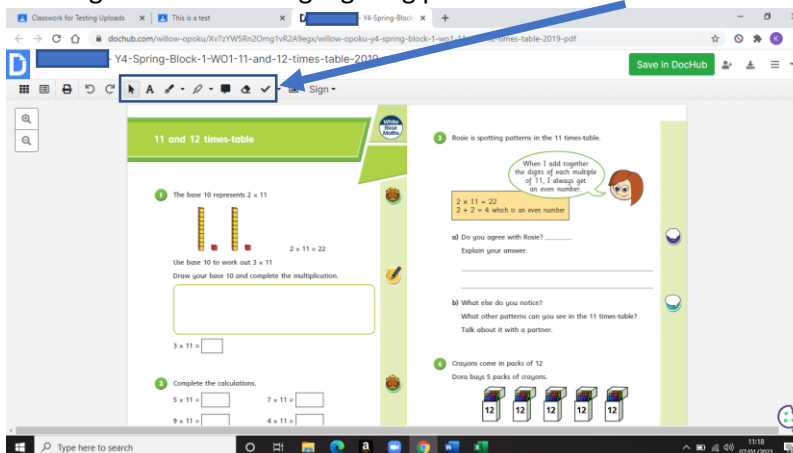 Classwork for Testing Uploads
This is a test
Y4-Spring-Bloc
dochub.com/willow-opoku/Xv7zYW5Rn2Omg1vR2A9egx/willow-opoku-y4-spring-block-1-wo1-11-
times-table-2019-pdf
- Y4-Spring-Block-1-WO1-11-and-12-times-table-2019
Save in DocHub
A
Sign
11 and 12 times-table
White Rose Maths
1 The base 10 represents 2 × 11
2 × 11 = 22
Use base 10 to work out 3 × 11
Draw your base 10 and complete the multiplication.
3 × 11 =
2 Complete the calculations.
5 × 11 = 7 × 11 =
9 × 11 = 4 × 11 =
3 Rosie is spotting patterns in the 11 times-table.
When I add together
the digits of each multiple
of 11, I always get
an even number.
2 × 11 = 22
2 + 2 = 4 which is an even number
a) Do you agree with Rosie?
Explain your answer.
b) What else do you notice?
What other patterns can you see in the 11 times-table?
Talk about it with a partner.
4 Crayons come in packs of 12
Dora buys 5 packs of crayons.
12 12 12 12 12
Type here to search
11:18
07/01/2021